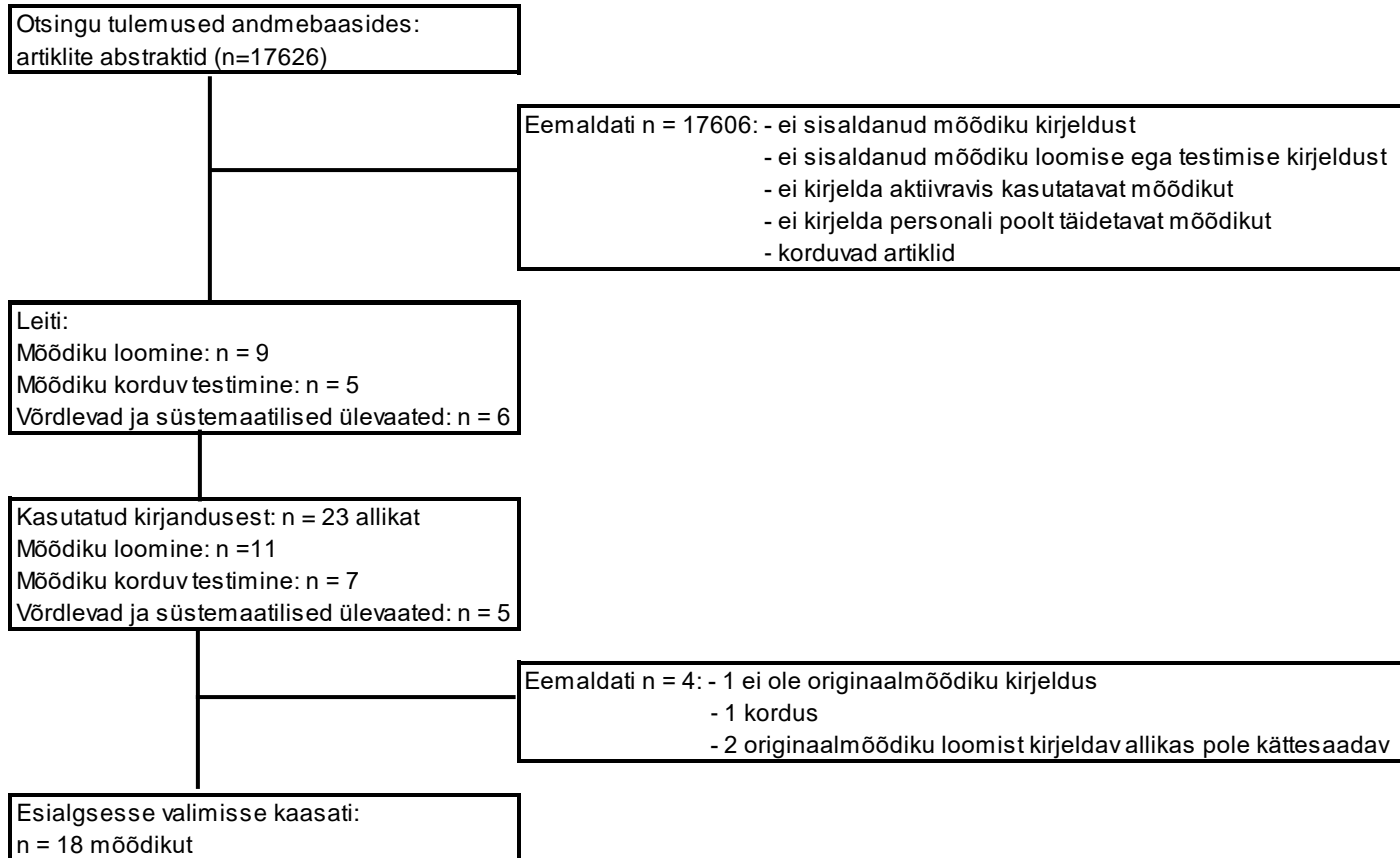 Otsingu tulemused andmebaasides:
artiklite abstraktid (n=17626)
Eemaldati n = 17606: - ei sisaldanud mõõdiku kirjeldust
- ei sisaldanud mõõdiku loomise ega testimise kirjeldust
- ei kirjelda aktiivravis kasutatavat mõõdikut
- ei kirjelda personali poolt täidetavat mõõdikut
- korduvad artiklid
Leiti:
Mõõdiku loomine: n = 9
Mõõdiku korduv testimine: n = 5
Võrdlevad ja süstemaatilised ülevaated: n = 6
Kasutatud kirjandusest: n = 23 allikat
Mõõdiku loomine: n =11
Mõõdiku korduv testimine: n = 7
Võrdlevad ja süstemaatilised ülevaated: n = 5
Eemaldati n = 4: - 1 ei ole originaalmõõdiku kirjeldus
- 1 kordus
- 2 originaalmõõdiku loomist kirjeldav allikas pole kättesaadav
Esialgsesse valimisse kaasati:
n = 18 mõõdikut